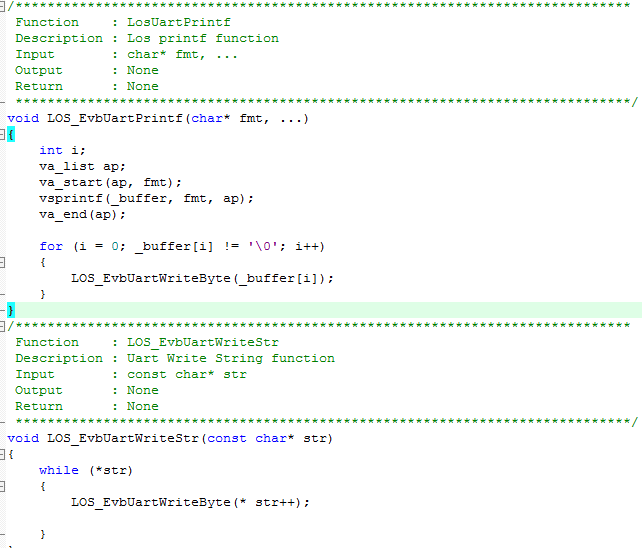 /****************************************************************************
 Function    : LosUartPrintf
 Description : Los printf function
 Input       : char* fmt, ...
 Output      : None
 Return      : None
 ****************************************************************************/
void LOS_EvbUartPrintf(char* fmt, ...)
{
    int i;
    va_list ap;
    va_start(ap, fmt);
    vsprintf(_buffer, fmt, ap);
    va_end(ap);

    for (i = 0; _buffer[i] != '\0'; i++)
    {
        LOS_EvbUartWriteByte(_buffer[i]);
    }
}
/****************************************************************************
 Function    : LOS_EvbUartWriteStr
 Description : Uart Write String function
 Input       : const char* str
 Output      : None
 Return      : None
 ****************************************************************************/
void LOS_EvbUartWriteStr(const char* str)
{
    while (*str)
    {
        LOS_EvbUartWriteByte(* str++);

    }
}